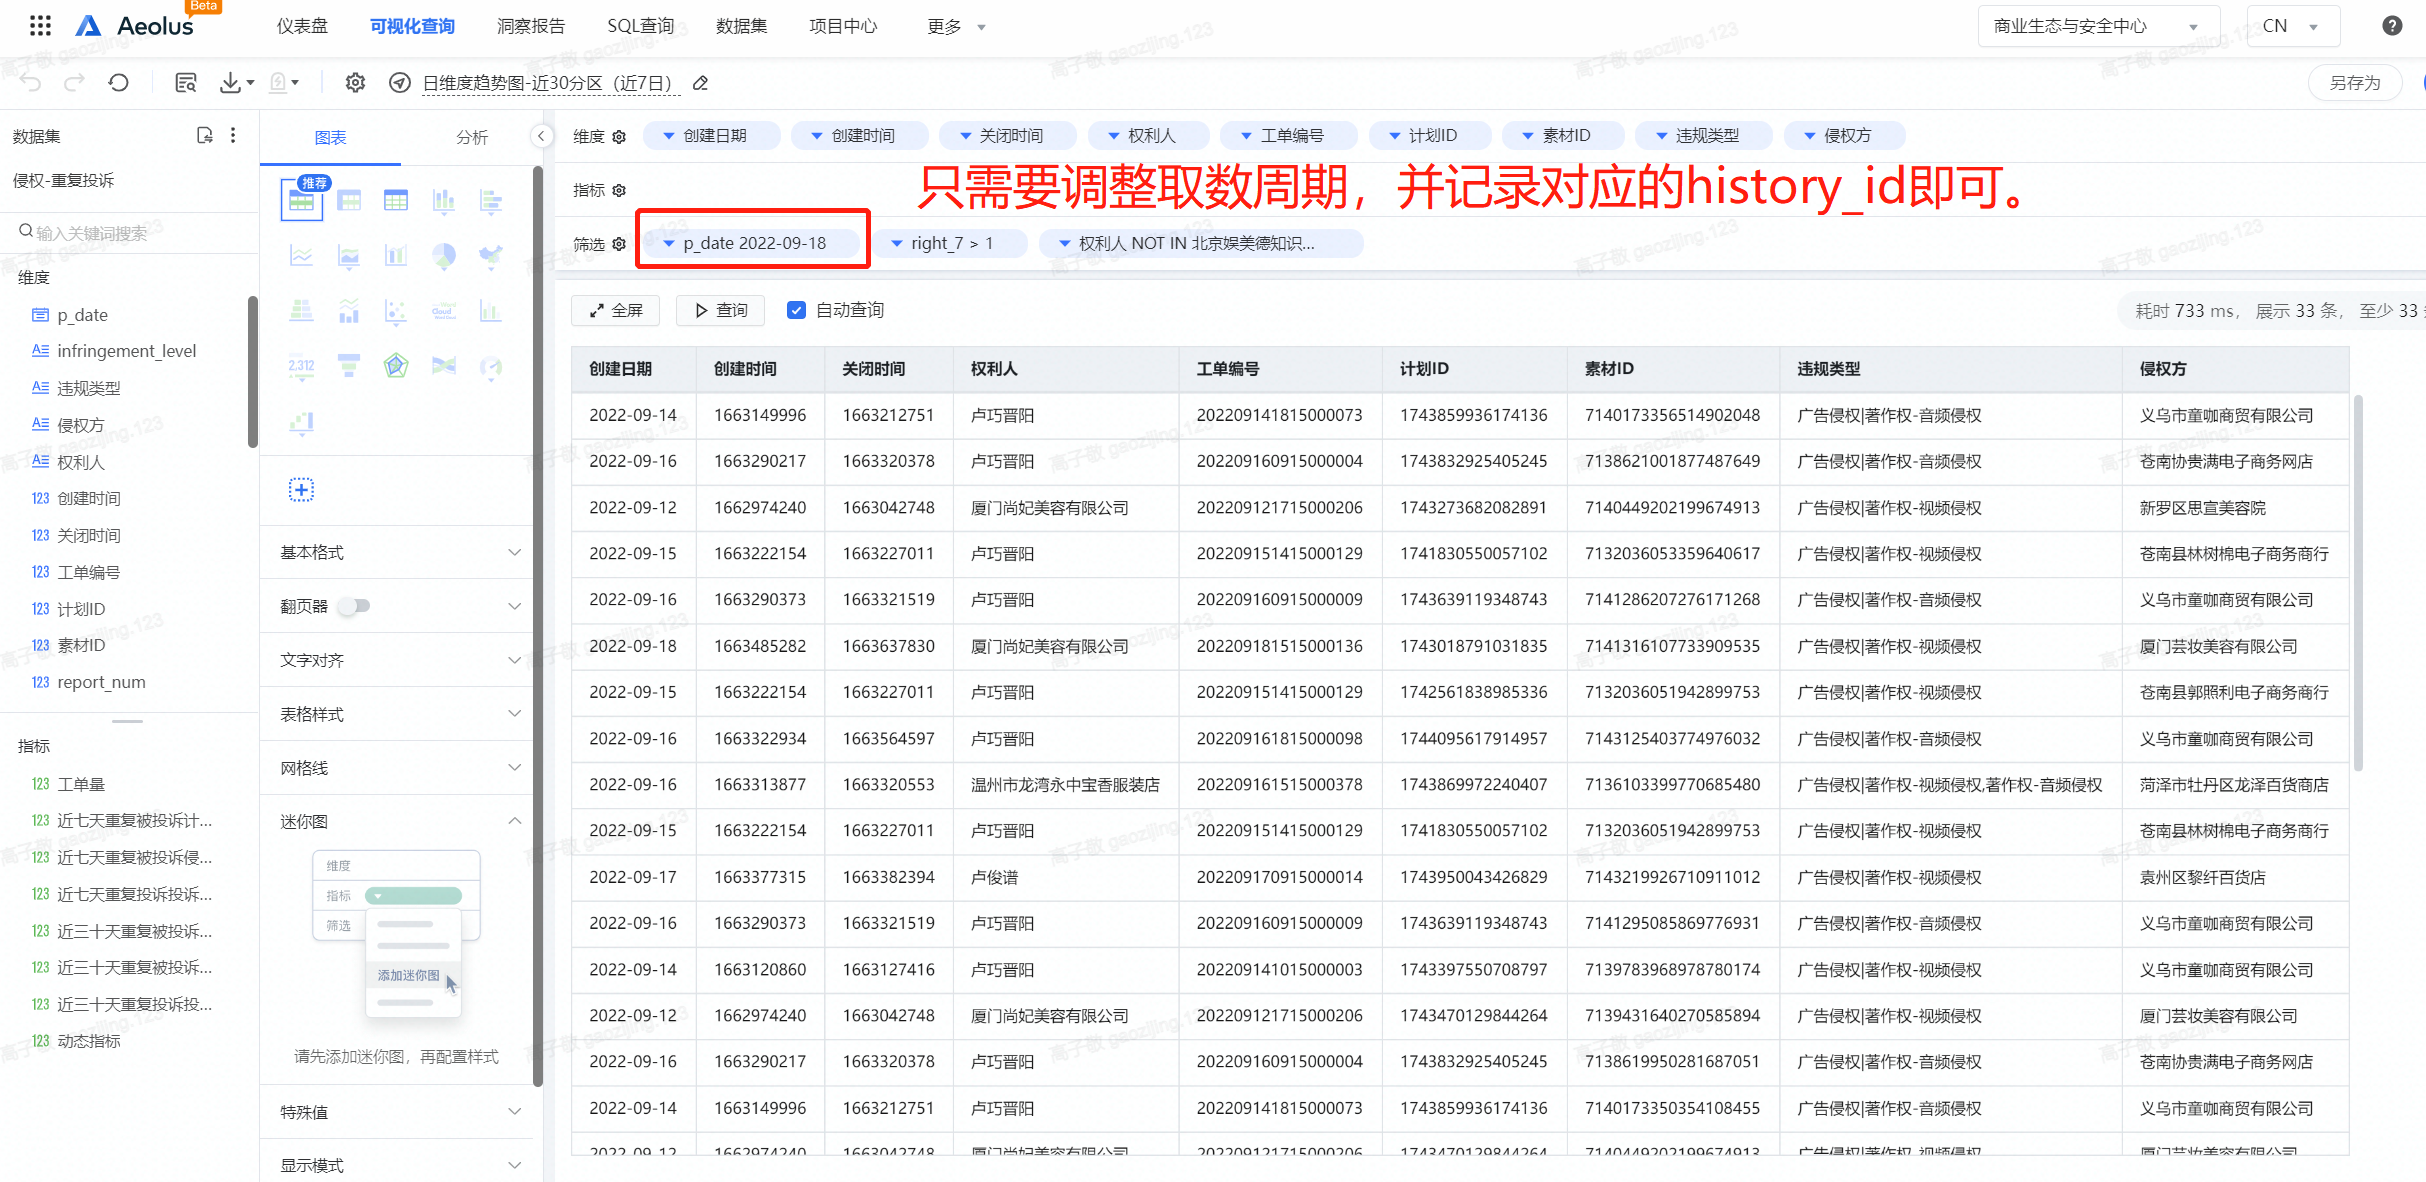 Beta
Aeolus
仪表盘 可视化查询 洞察报告 SQL查询 数据集 项目中心 更多
商业生态与安全中心 CN
日维度趋势图-近30分区（近7日）
另存为
数据集
侵权-重复投诉
输入关键词搜索
维度
p_date
infringement_level
违规类型
侵权方
权利人
123 创建时间
123 关闭时间
123 工单编号
123 计划ID
123 素材ID
123 report_num
指标
123 工单量
123 近七天重复被投诉计...
123 近七天重复被投诉侵...
123 近七天重复投诉投诉...
123 近三十天重复被投诉...
123 近三十天重复被投诉...
123 近三十天重复投诉投...
123 动态指标
图表 分析
推荐
2,312
基本格式
翻页器
文字对齐
表格样式
网格线
迷你图
维度
指标
筛选
添加迷你图
请先添加迷你图，再配置样式
特殊值
显示模式
维度 创建日期 创建时间 关闭时间 权利人 工单编号 计划ID 素材ID 违规类型 侵权方
指标
只需要调整取数周期，并记录对应的history_id即可。
筛选 p_date 2022-09-18 right_7 > 1 权利人 NOT IN 北京娱美德知识...
全屏 查询 自动查询
耗时 733 ms， 展示 33 条， 至少 33
创建日期 创建时间 关闭时间 权利人 工单编号 计划ID 素材ID 违规类型 侵权方
2022-09-14 1663149996 1663212751 卢巧晋阳 202209141815000073 1743859936174136 7140173356514902048 广告侵权|著作权-音频侵权 义乌市童咖商贸有限公司
2022-09-16 1663290217 1663320378 卢巧晋阳 202209160915000004 1743832925405245 7138621001877487649 广告侵权|著作权-音频侵权 苍南协贵满电子商务网店
2022-09-12 1662974240 1663042748 厦门尚妃美容有限公司 202209121715000206 1743273682082891 7140449202199674913 广告侵权|著作权-视频侵权 新罗区思宣美容院
2022-09-15 1663222154 1663227011 卢巧晋阳 202209151415000129 1741830550057102 7132036053359640617 广告侵权|著作权-视频侵权 苍南县林树棉电子商务商行
2022-09-16 1663290373 1663321519 卢巧晋阳 202209160915000009 1743639119348743 7141286207276171268 广告侵权|著作权-音频侵权 义乌市童咖商贸有限公司
2022-09-18 1663485282 1663637830 厦门尚妃美容有限公司 202209181515000136 1743018791031835 7141316107733909535 广告侵权|著作权-视频侵权 厦门芸妆美容有限公司
2022-09-15 1663222154 1663227011 卢巧晋阳 202209151415000129 1742561838985336 7132036051942899753 广告侵权|著作权-视频侵权 苍南县郭照利电子商务商行
2022-09-16 1663322934 1663564597 卢巧晋阳 202209161815000098 1744095617914957 7143125403774976032 广告侵权|著作权-音频侵权 义乌市童咖商贸有限公司
2022-09-16 1663313877 1663320553 温州市龙湾永中宝香服装店 202209161515000378 1743869972240407 7136103399770685480 广告侵权|著作权-视频侵权,著作权-音频侵权 菏泽市牡丹区龙泽百货商店
2022-09-15 1663222154 1663227011 卢巧晋阳 202209151415000129 1741830550057102 7132036051942899753 广告侵权|著作权-视频侵权 苍南县林树棉电子商务商行
2022-09-17 1663377315 1663382394 卢俊谱 202209170915000014 1743950043426829 7143219926710911012 广告侵权|著作权-视频侵权 袁州区黎纤百货店
2022-09-16 1663290373 1663321519 卢巧晋阳 202209160915000009 1743639119348743 7141295085869776931 广告侵权|著作权-音频侵权 义乌市童咖商贸有限公司
2022-09-14 1663120860 1663127416 卢巧晋阳 202209141015000003 1743397550708797 7139783968978780174 广告侵权|著作权-视频侵权 义乌市童咖商贸有限公司
2022-09-12 1662974240 1663042748 厦门尚妃美容有限公司 202209121715000206 1743470129844264 7139431640270585894 广告侵权|著作权-视频侵权 厦门芸妆美容有限公司
2022-09-16 1663290217 1663320378 卢巧晋阳 202209160915000004 1743832925405245 7138619950281687051 广告侵权|著作权-音频侵权 苍南协贵满电子商务网店
2022-09-14 1663149996 1663212751 卢巧晋阳 202209141815000073 1743859936174136 7140173350354108455 广告侵权|著作权-音频侵权 义乌市童咖商贸有限公司
2022-09-12 1662974240 1663042748 厦门尚妃美容有限公司 202209121715000206 1743470129844264 7140449202199674913 广告侵权|著作权-视频侵权 厦门芸妆美容有限公司
高子敬 gaozijing.123